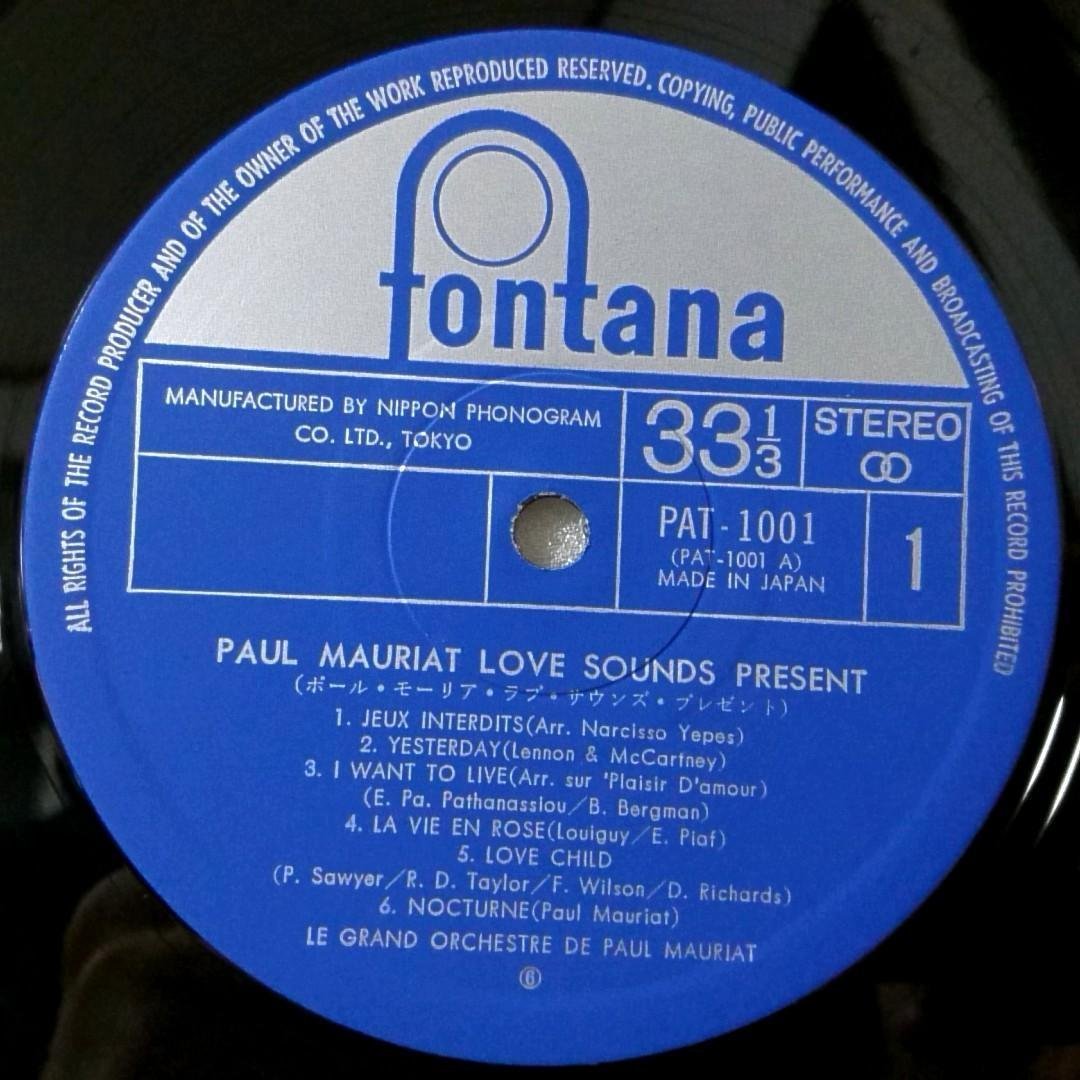 ALL RIGHTS OF THE RECORD PRODUCER AND OF THE OWNER OF THE WORK REPRODUCED RESERVED. COPYING, PUBLIC PERFORMANCE AND BROADCASTING OF THIS RECORD PROHIBITED
fontana
MANUFACTURED BY NIPPON PHONOGRAM
CO. LTD., TOKYO
33 1/3
STEREO
PAT-1001
(PAT-1001 A)
MADE IN JAPAN
1
PAUL MAURIAT LOVE SOUNDS PRESENT
(ポール・モーリア・ラブ・サウンズ・プレゼント)
1. JEUX INTERDITS(Arr. Narcisso Yepes)
2. YESTERDAY(Lennon & McCartney)
3. I WANT TO LIVE(Arr. sur 'Plaisir D'amour)
(E. Pa. Pathanassiou/B. Bergman)
4. LA VIE EN ROSE(Louiguy/E. Piaf)
5. LOVE CHILD
(P. Sawyer/R. D. Taylor/F. Wilson/D. Richards)
6. NOCTURNE(Paul Mauriat)
LE GRAND ORCHESTRE DE PAUL MAURIAT
⑥